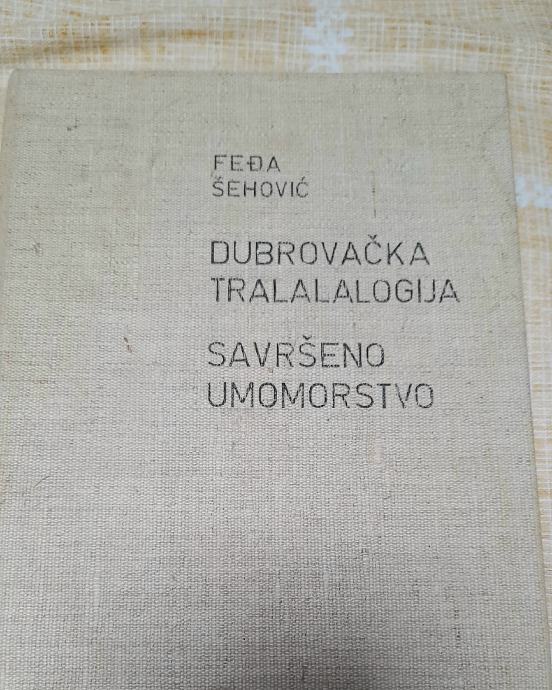 FEĐA
ŠEHOVIĆ
DUBROVAČKA
TRALALALOGIJA
SAVRŠENO
UMOMORSTVO